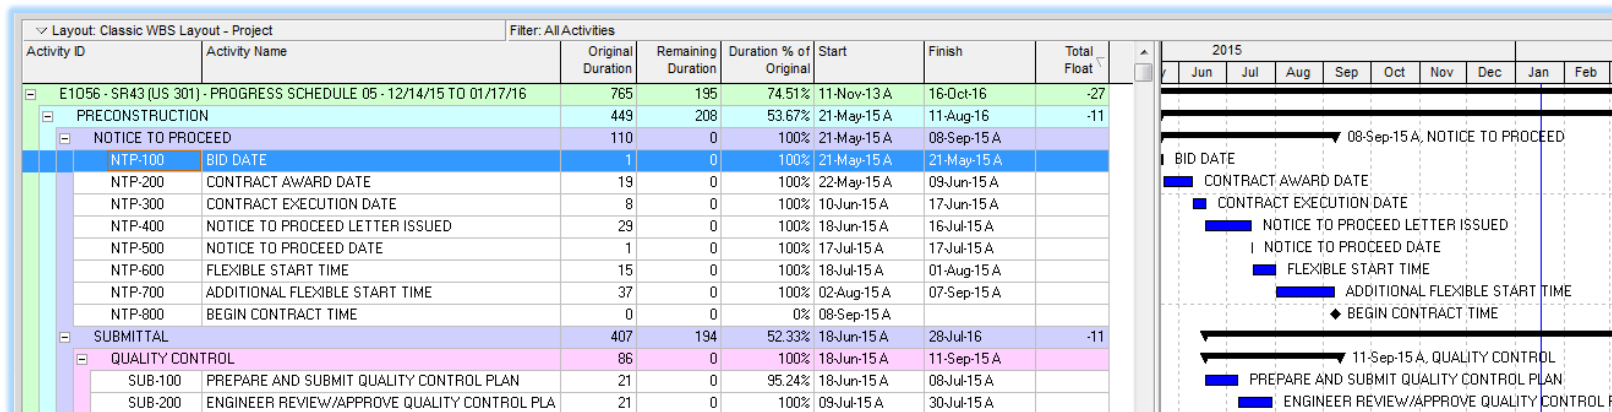 Layout: Classic WBS Layout - Project Filter: All Activities
Activity ID Activity Name Original Duration Remaining Duration Duration % of Original Start Finish Total Float 2015
Jun Jul Aug Sep Oct Nov Dec Jan Feb
E1O56 - SR43 (US 301) - PROGRESS SCHEDULE 05 - 12/14/15 TO 01/17/16 765 195 74.51% 11-Nov-13 A 16-Oct-16 -27
PRECONSTRUCTION 449 208 53.67% 21-May-15 A 11-Aug-16 -11
NOTICE TO PROCEED 110 0 100% 21-May-15 A 08-Sep-15 A 08-Sep-15 A, NOTICE TO PROCEED
NTP-100 BID DATE 1 0 100% 21-May-15 A 21-May-15 A BID DATE
NTP-200 CONTRACT AWARD DATE 19 0 100% 22-May-15 A 09-Jun-15 A CONTRACT AWARD DATE
NTP-300 CONTRACT EXECUTION DATE 8 0 100% 10-Jun-15 A 17-Jun-15 A CONTRACT EXECUTION DATE
NTP-400 NOTICE TO PROCEED LETTER ISSUED 29 0 100% 18-Jun-15 A 16-Jul-15 A NOTICE TO PROCEED LETTER ISSUED
NTP-500 NOTICE TO PROCEED DATE 1 0 100% 17-Jul-15 A 17-Jul-15 A NOTICE TO PROCEED DATE
NTP-600 FLEXIBLE START TIME 15 0 100% 18-Jul-15 A 01-Aug-15 A FLEXIBLE START TIME
NTP-700 ADDITIONAL FLEXIBLE START TIME 37 0 100% 02-Aug-15 A 07-Sep-15 A ADDITIONAL FLEXIBLE START TIME
NTP-800 BEGIN CONTRACT TIME 0 0 0% 08-Sep-15 A BEGIN CONTRACT TIME
SUBMITTAL 407 194 52.33% 18-Jun-15 A 28-Jul-16 -11
QUALITY CONTROL 86 0 100% 18-Jun-15 A 11-Sep-15 A 11-Sep-15 A, QUALITY CONTROL
SUB-100 PREPARE AND SUBMIT QUALITY CONTROL PLAN 21 0 95.24% 18-Jun-15 A 08-Jul-15 A PREPARE AND SUBMIT QUALITY CONTROL PLAN
SUB-200 ENGINEER REVIEW/APPROVE QUALITY CONTROL PLA 21 0 100% 09-Jul-15 A 30-Jul-15 A ENGINEER REVIEW/APPROVE QUALITY CONTROL